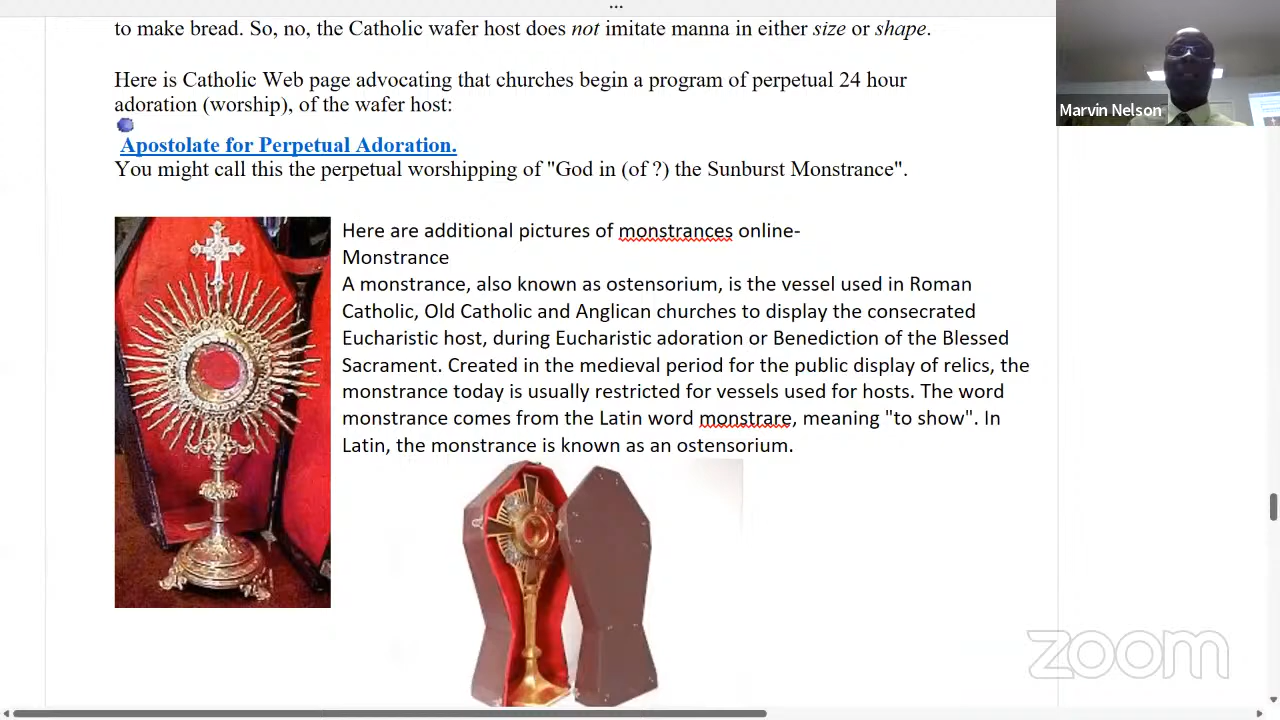 to make bread. So, no, the Catholic wafer host does not imitate manna in either size or shape.
Here is Catholic Web page advocating that churches begin a program of perpetual 24 hour
adoration (worship), of the wafer host:
Apostolate for Perpetual Adoration.
You might call this the perpetual worshipping of "God in (of ?) the Sunburst Monstrance".
Here are additional pictures of monstrances online-
Monstrance
A monstrance, also known as ostensorium, is the vessel used in Roman
Catholic, Old Catholic and Anglican churches to display the consecrated
Eucharistic host, during Eucharistic adoration or Benediction of the Blessed
Sacrament. Created in the medieval period for the public display of relics, the
monstrance today is usually restricted for vessels used for hosts. The word
monstrance comes from the Latin word monstrare, meaning "to show". In
Latin, the monstrance is known as an ostensorium.
Marvin Nelson
zoom